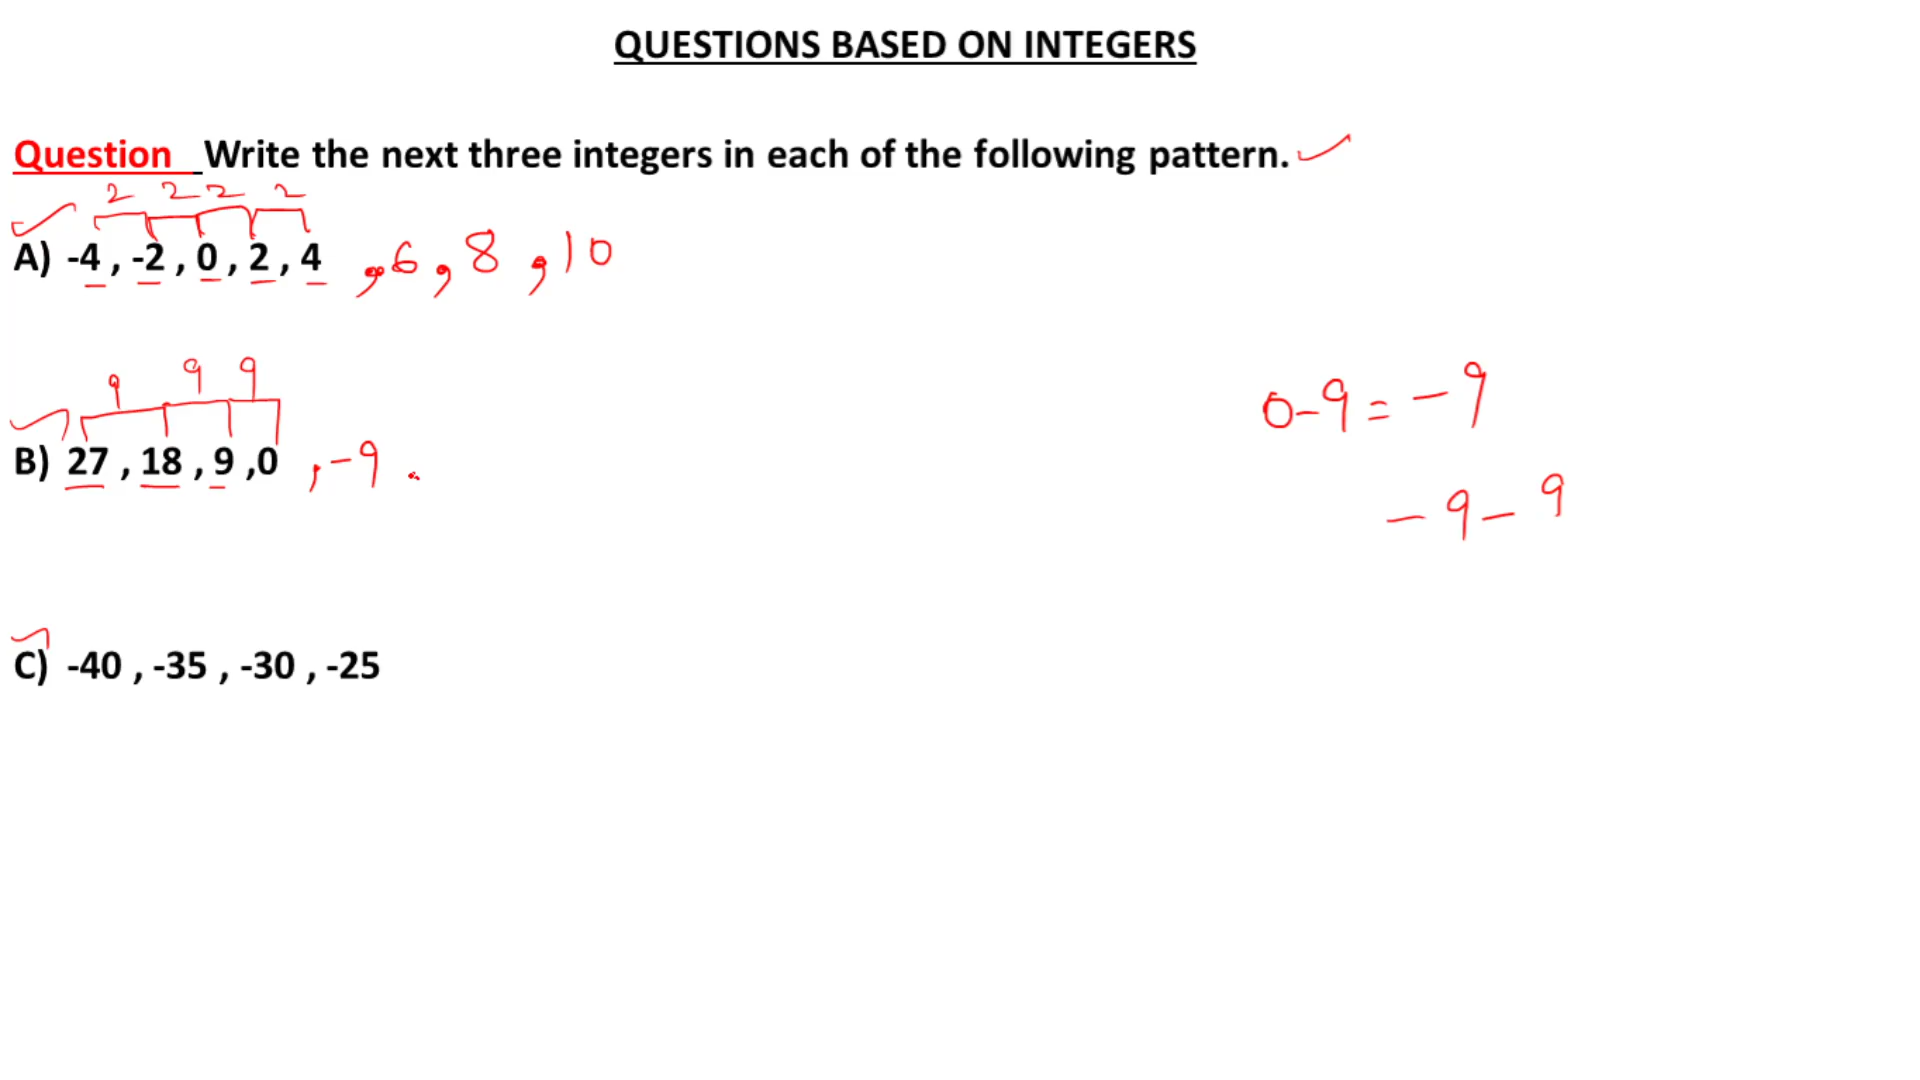 QUESTIONS BASED ON INTEGERS
Question Write the next three integers in each of the following pattern.
2 2 2 2
A) -4 , -2 , 0 , 2 , 4 , 6 , 8 , 10
9 9 9
0-9 = -9
B) 27 , 18 , 9 ,0 , -9 .
-9-9
C) -40 , -35 , -30 , -25